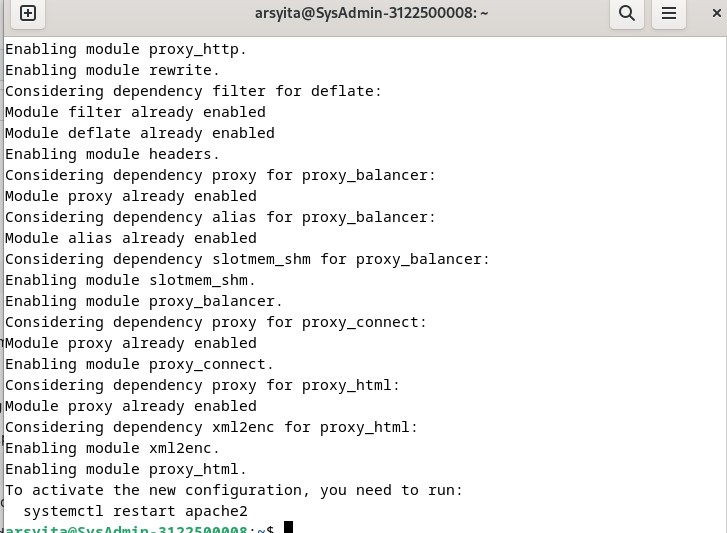 arsyita@SysAdmin-3122500008: ~
Enabling module proxy_http.
Enabling module rewrite.
Considering dependency filter for deflate:
Module filter already enabled
Module deflate already enabled
Enabling module headers.
Considering dependency proxy for proxy_balancer:
Module proxy already enabled
Considering dependency alias for proxy_balancer:
Module alias already enabled
Considering dependency slotmem_shm for proxy_balancer:
Enabling module slotmem_shm.
Enabling module proxy_balancer.
Considering dependency proxy for proxy_connect:
Module proxy already enabled
Enabling module proxy_connect.
Considering dependency proxy for proxy_html:
Module proxy already enabled
Considering dependency xml2enc for proxy_html:
Enabling module xml2enc.
Enabling module proxy_html.
To activate the new configuration, you need to run:
  systemctl restart apache2
arsyita@SysAdmin-3122500008:~$